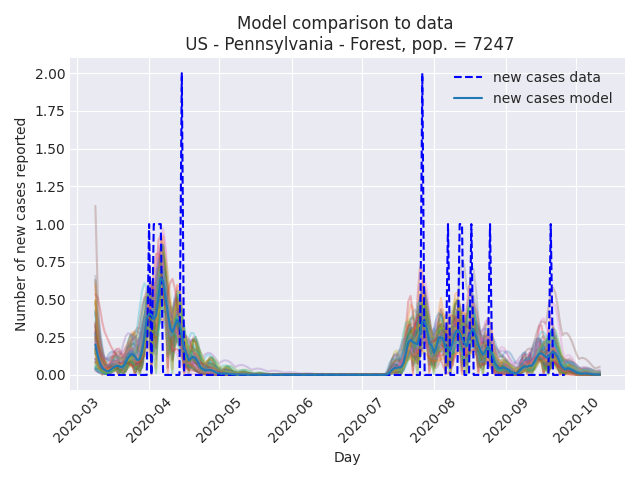 Model comparison to data
US - Pennsylvania - Forest, pop. = 7247
new cases data
new cases model
Number of new cases reported
2.00
1.75
1.50
1.25
1.00
0.75
0.50
0.25
0.00
2020-03
2020-04
2020-05
2020-06
2020-07
2020-08
2020-09
2020-10
Day